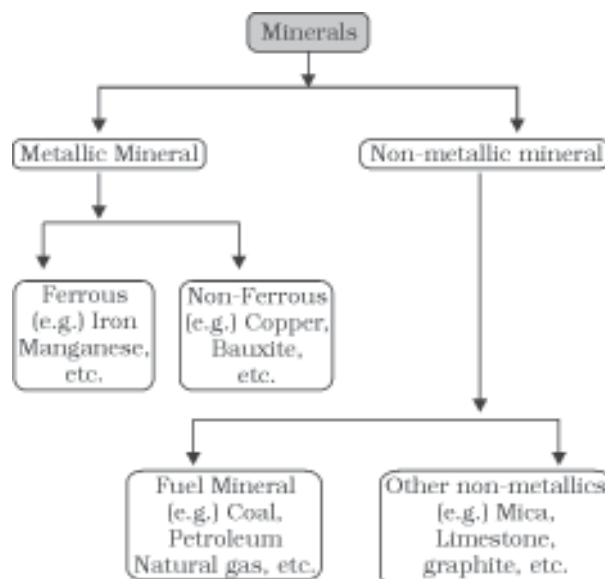 Minerals
Metallic Mineral
Non-metallic mineral
Ferrous
(e.g.) Iron
Manganese,
etc.
Non-Ferrous
(e.g.) Copper,
Bauxite,
etc.
Fuel Mineral
(e.g.) Coal,
Petroleum
Natural gas, etc.
Other non-metallics
(e.g.) Mica,
Limestone,
graphite, etc.